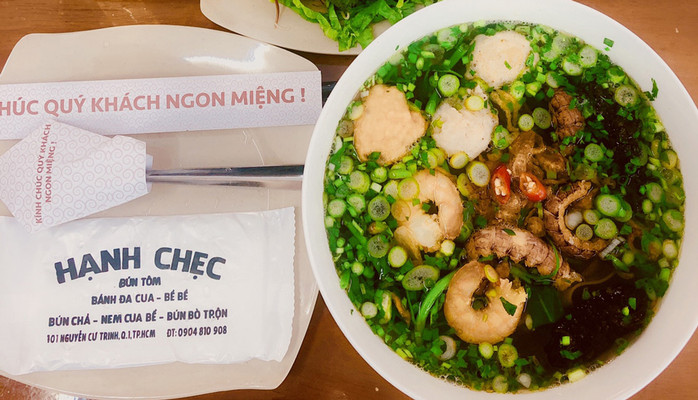 CHÚC QUÝ KHÁCH NGON MIỆNG !
KÍNH CHÚC QUÝ KHÁCH
NGON MIỆNG !
HẠNH CHẸC
BÚN TÔM
BÁNH ĐA CUA - BỀ BỀ
BÚN CHẢ - NEM CUA BỂ - BÚN BÒ TRỘN
101 NGUYỄN CƯ TRINH, Q.1, TP.HCM ĐT: 0904 810 908